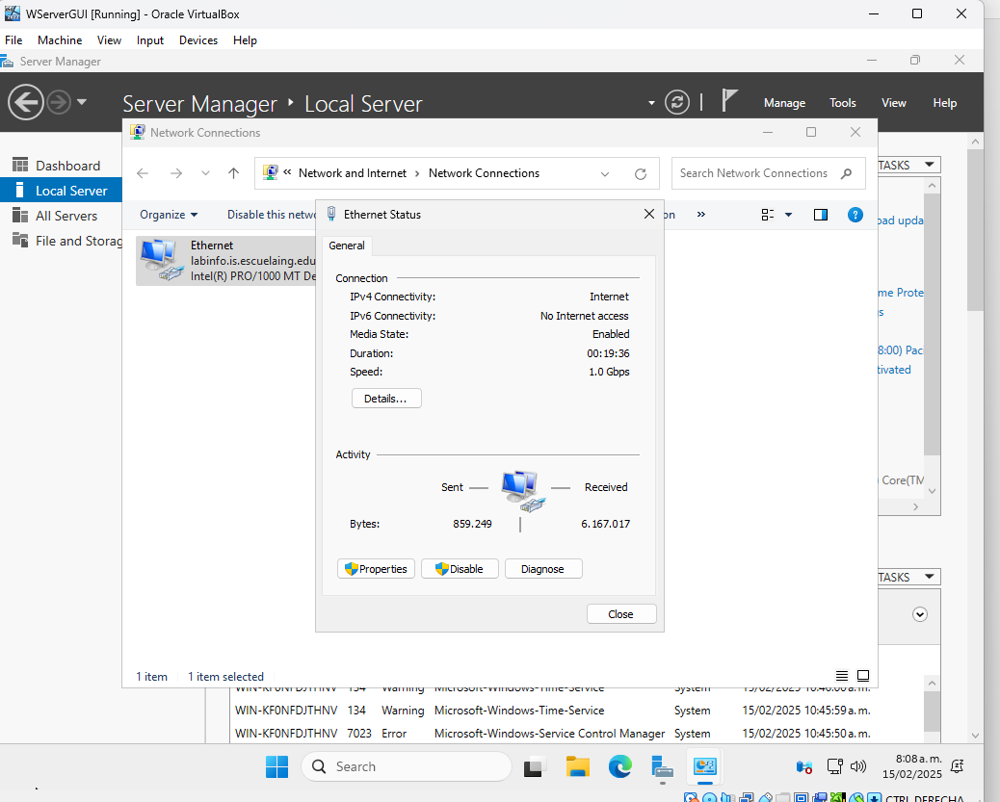 WServerGUI [Running] - Oracle VirtualBox
File Machine View Input Devices Help
Server Manager
Server Manager Local Server
Manage Tools View Help
Network Connections
Dashboard
Local Server
All Servers
File and Storag
Network and Internet Network Connections
Search Network Connections
TASKS
Organize
Disable this netwo
on
»
Ethernet
labinfo.is.escuelaing.edu
Intel(R) PRO/1000 MT De
Ethernet Status
General
Connection
IPv4 Connectivity: Internet
IPv6 Connectivity: No Internet access
Media State: Enabled
Duration: 00:19:36
Speed: 1.0 Gbps
Details...
Activity
Sent Received
Bytes: 859.249 6.167.017
Properties Disable Diagnose
Close
oad upda
me Prote
s
8:00) Pac
tivated
Core(TM
TASKS
1 item 1 item selected
WIN-KF0NFDJTHNV 134 Warning Microsoft-Windows-Time-Service System 15/02/2025 10:46:00 a. m.
WIN-KF0NFDJTHNV 134 Warning Microsoft-Windows-Time-Service System 15/02/2025 10:45:59 a. m.
WIN-KF0NFDJTHNV 7023 Error Microsoft-Windows-Service Control Manager System 15/02/2025 10:45:50 a. m.
Search
8:08 a. m.
15/02/2025
CTRL DERECHA